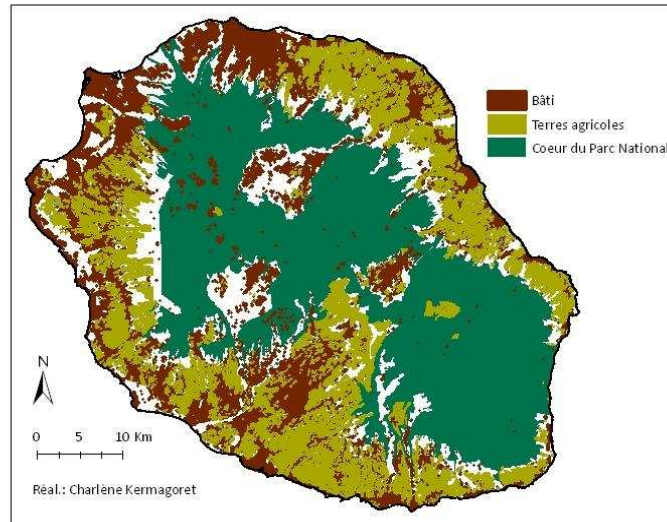 Bâti
Terres agricoles
Coeur du Parc National
N
0 5 10 Km
Réal.: Charlène Kermagoret